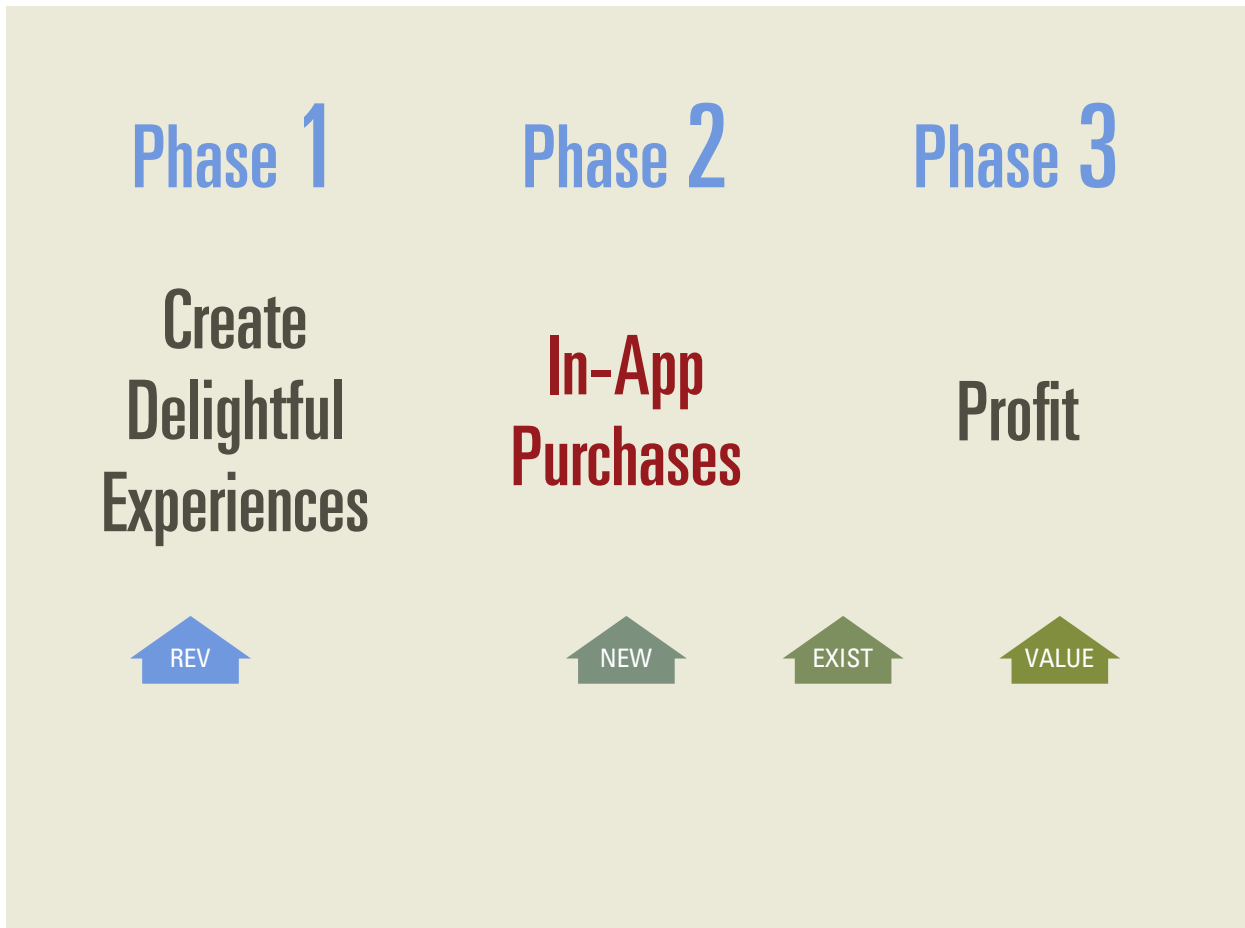 Phase 1
Phase 2
Phase 3
Create
Delightful
Experiences
In-App
Purchases
Profit
REV
NEW
EXIST
VALUE